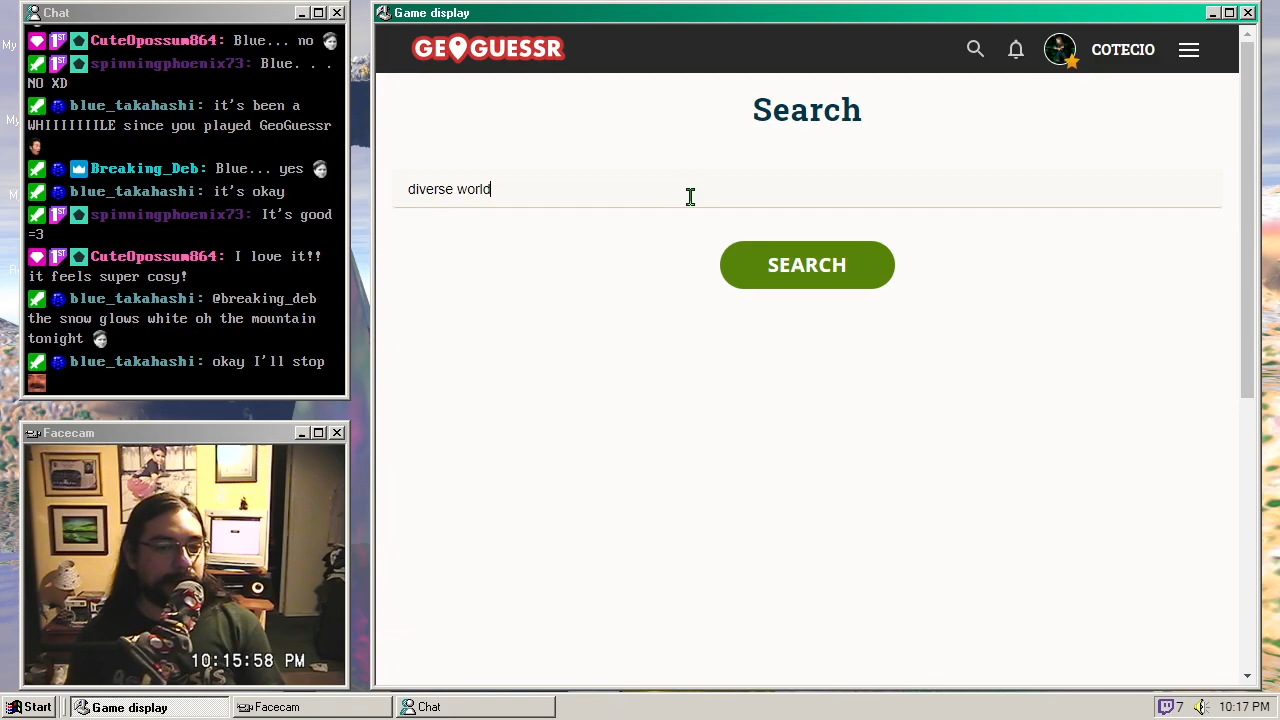 Chat
CuteOpossum864: Blue... no
spinningphoenix73: Blue. . .
NO XD
blue_takahashi: it's been a
WHIIIIIIILE since you played GeoGuessr
Breaking_Deb: Blue... yes
blue_takahashi: it's okay
spinningphoenix73: It's good
=3
CuteOpossum864: I love it!!
it feels super cosy!
blue_takahashi: @breaking_deb
the snow glows white oh the mountain
tonight
blue_takahashi: okay I'll stop
Facecam
10:15:58 PM
Game display
GEOGUESSR
COTECIO
Search
diverse world
SEARCH
Start
Game display
Facecam
Chat
7
10:17 PM